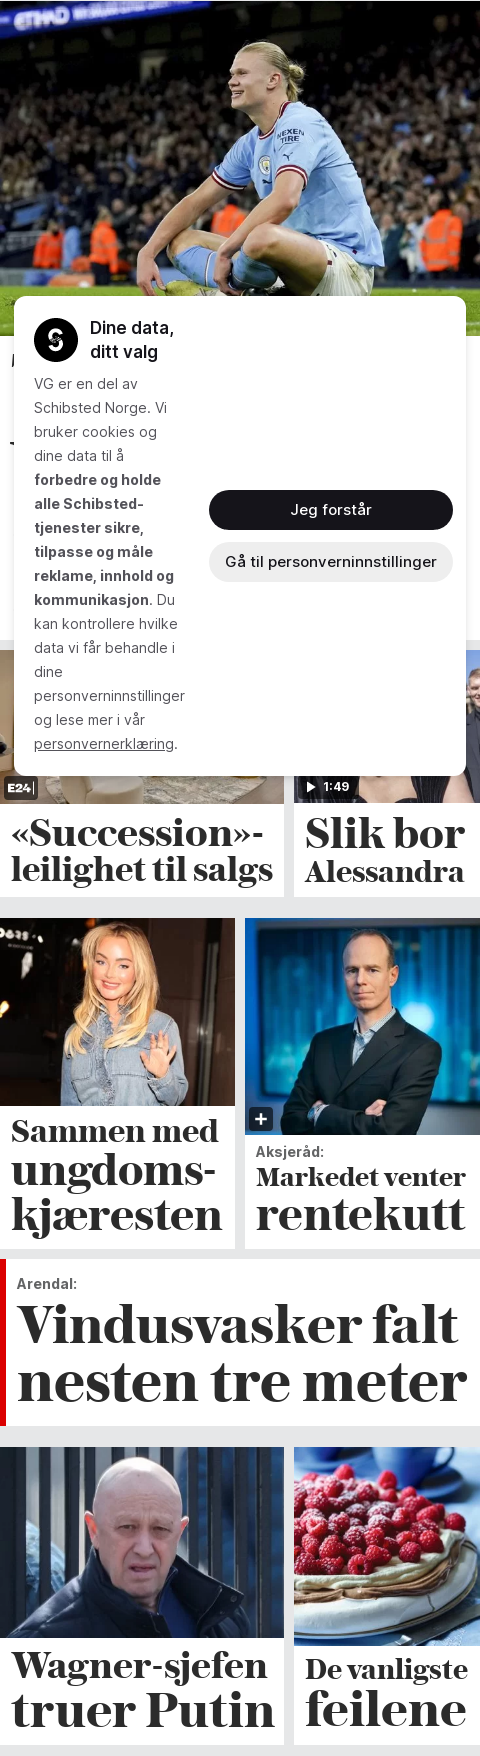 ETIHAD
NEXEN
TIRE
Dine data,
ditt valg
VG er en del av
Schibsted Norge. Vi
bruker cookies og
dine data til å
forbedre og holde
alle Schibsted-
tjenester sikre,
tilpasse og måle
reklame, innhold og
kommunikasjon. Du
kan kontrollere hvilke
data vi får behandle i
dine
personverninnstillinger
og lese mer i vår
personvernerklæring.
Jeg forstår
Gå til personverninnstillinger
E24
1:49
«Succession»-
leilighet til salgs
Slik bor
Alessandra
Sammen med
ungdoms-
kjæresten
Aksjeråd:
Markedet venter
rentekutt
Arendal:
Vindusvasker falt
nesten tre meter
Wagner-sjefen
truer Putin
De vanligste
feilene